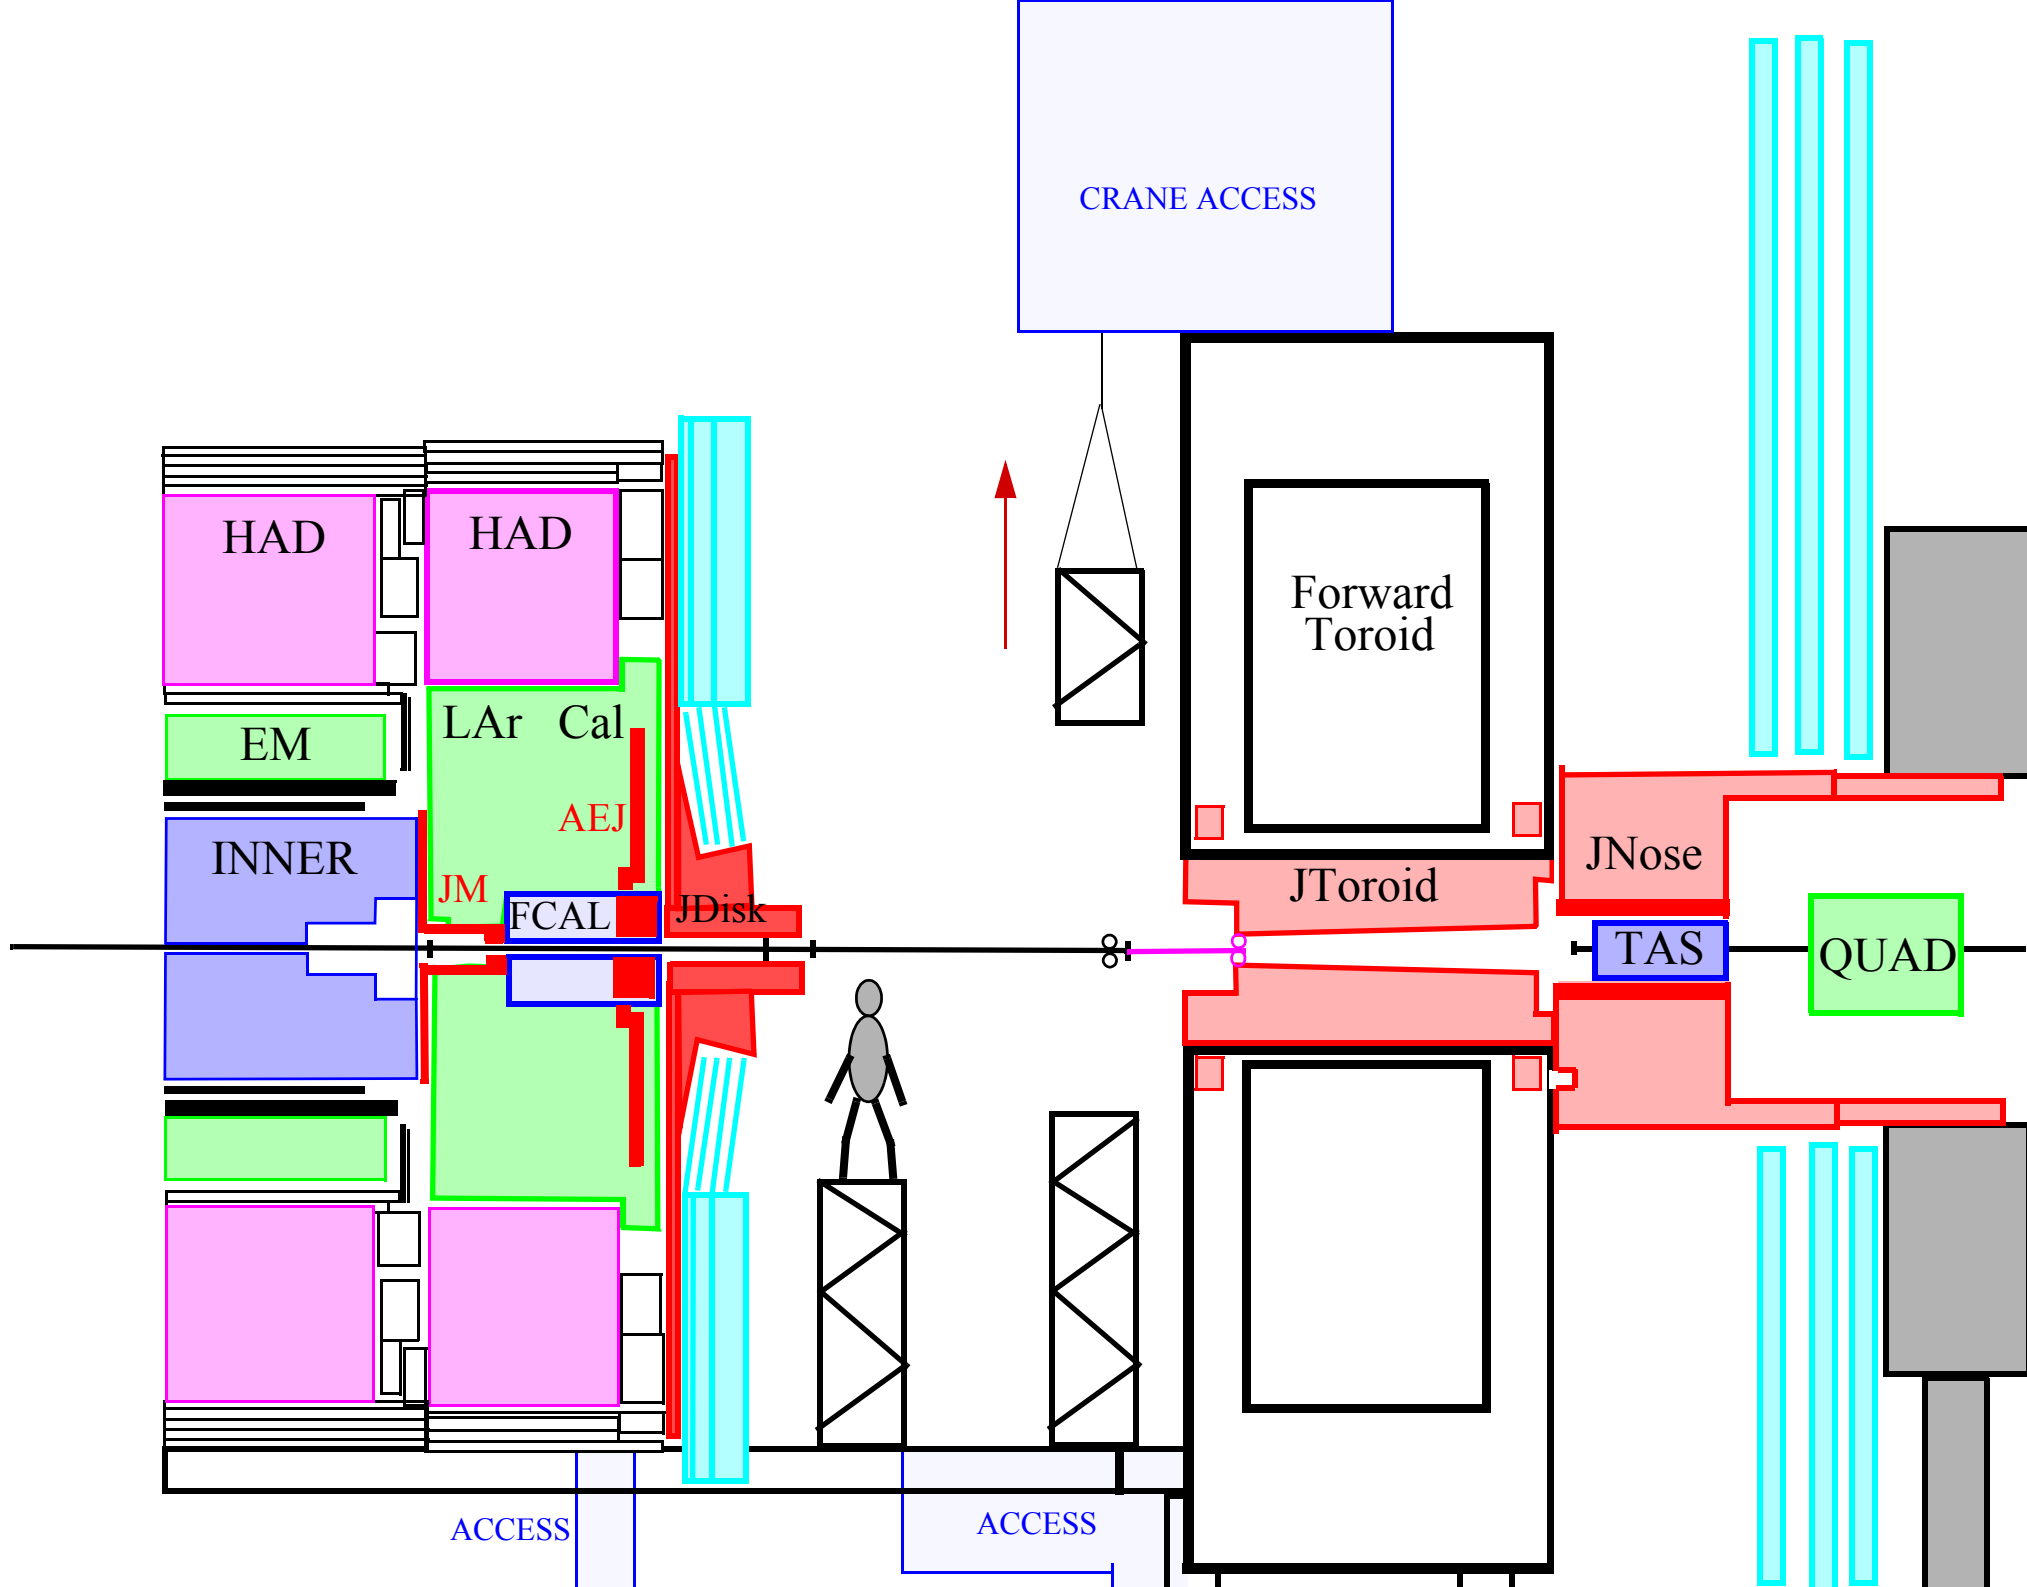 CRANE ACCESS
HAD
HAD
Forward
Toroid
LAr Cal
EM
AEJ
INNER
JM
FCAL
JDisk
JToroid
JNose
TAS
QUAD
ACCESS
ACCESS